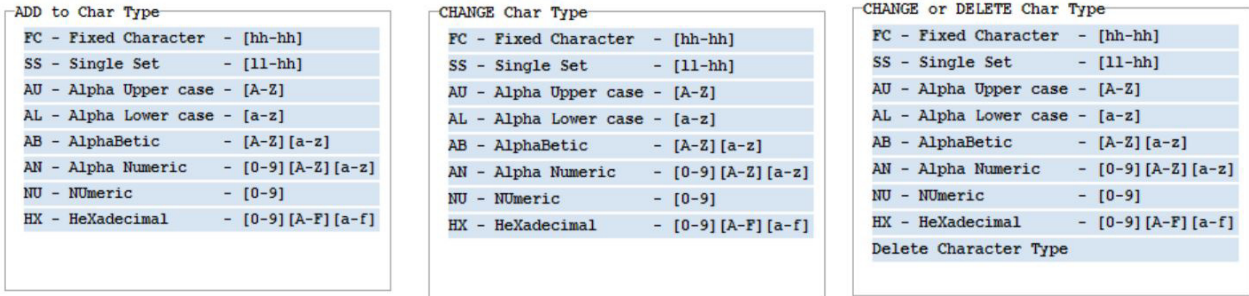 ADD to Char Type
FC - Fixed Character - [hh-hh]
SS - Single Set - [ll-hh]
AU - Alpha Upper case - [A-Z]
AL - Alpha Lower case - [a-z]
AB - AlphaBetic - [A-Z][a-z]
AN - Alpha Numeric - [0-9][A-Z][a-z]
NU - NUmeric - [0-9]
HX - HeXadecimal - [0-9][A-F][a-f]
CHANGE Char Type
FC - Fixed Character - [hh-hh]
SS - Single Set - [ll-hh]
AU - Alpha Upper case - [A-Z]
AL - Alpha Lower case - [a-z]
AB - AlphaBetic - [A-Z][a-z]
AN - Alpha Numeric - [0-9][A-Z][a-z]
NU - NUmeric - [0-9]
HX - HeXadecimal - [0-9][A-F][a-f]
CHANGE or DELETE Char Type
FC - Fixed Character - [hh-hh]
SS - Single Set - [ll-hh]
AU - Alpha Upper case - [A-Z]
AL - Alpha Lower case - [a-z]
AB - AlphaBetic - [A-Z][a-z]
AN - Alpha Numeric - [0-9][A-Z][a-z]
NU - NUmeric - [0-9]
HX - HeXadecimal - [0-9][A-F][a-f]
Delete Character Type